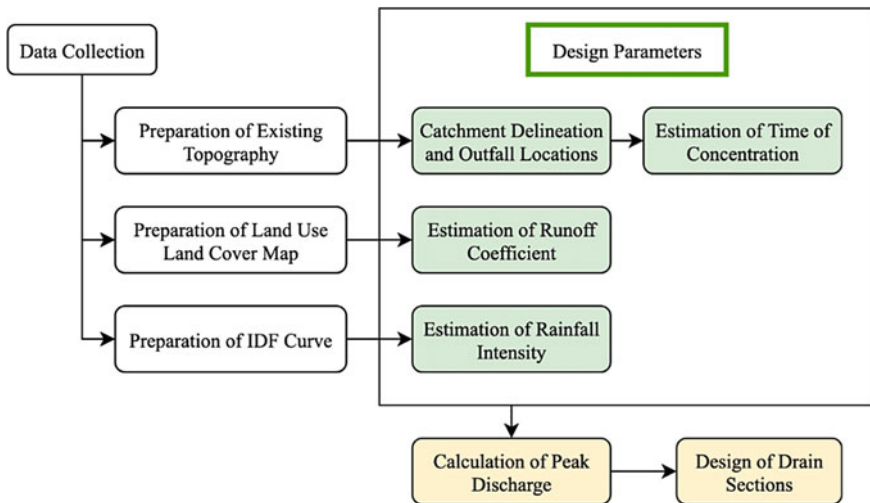 Data Collection
Design Parameters
Preparation of Existing
Topography
Catchment Delineation
and Outfall Locations
Estimation of Time of
Concentration
Preparation of Land Use
Land Cover Map
Estimation of Runoff
Coefficient
Preparation of IDF Curve
Estimation of Rainfall
Intensity
Calculation of Peak
Discharge
Design of Drain
Sections